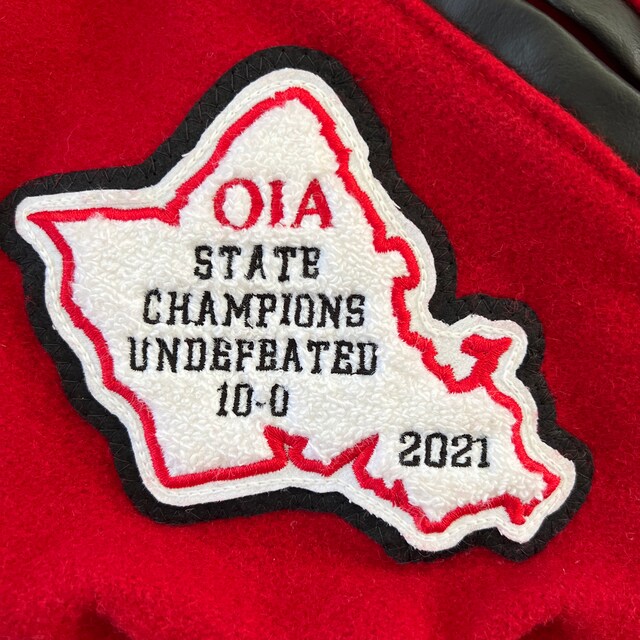 OIA
STATE
CHAMPIONS
UNDEFEATED
10-0
2021